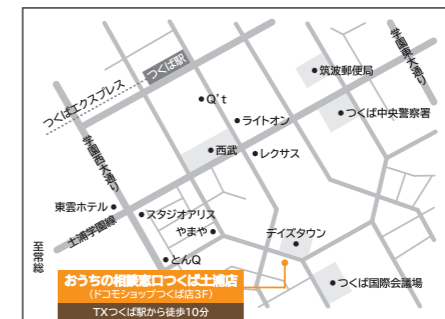 学園東大通り
つくば駅
つくばエクスプレス
筑波郵便局
Q't
ライトオン
つくば中央警察署
学園西大通り
西武
レクサス
東雲ホテル
スタジオアリス
土浦学園線
やまや
デイズタウン
至常総
とんQ
おうちの相談窓口つくば土浦店
(ドコモショップつくば店3F)
つくば国際会議場
TXつくば駅から徒歩10分